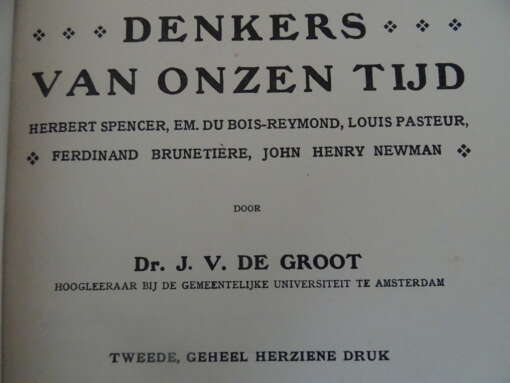 DENKERS
VAN ONZEN TIJD
HERBERT SPENCER, EM. DU BOIS-REYMOND, LOUIS PASTEUR,
FERDINAND BRUNETIÈRE, JOHN HENRY NEWMAN
DOOR
Dr. J. V. DE GROOT
HOOGLEERAAR BIJ DE GEMEENTELIJKE UNIVERSITEIT TE AMSTERDAM
TWEEDE, GEHEEL HERZIENE DRUK